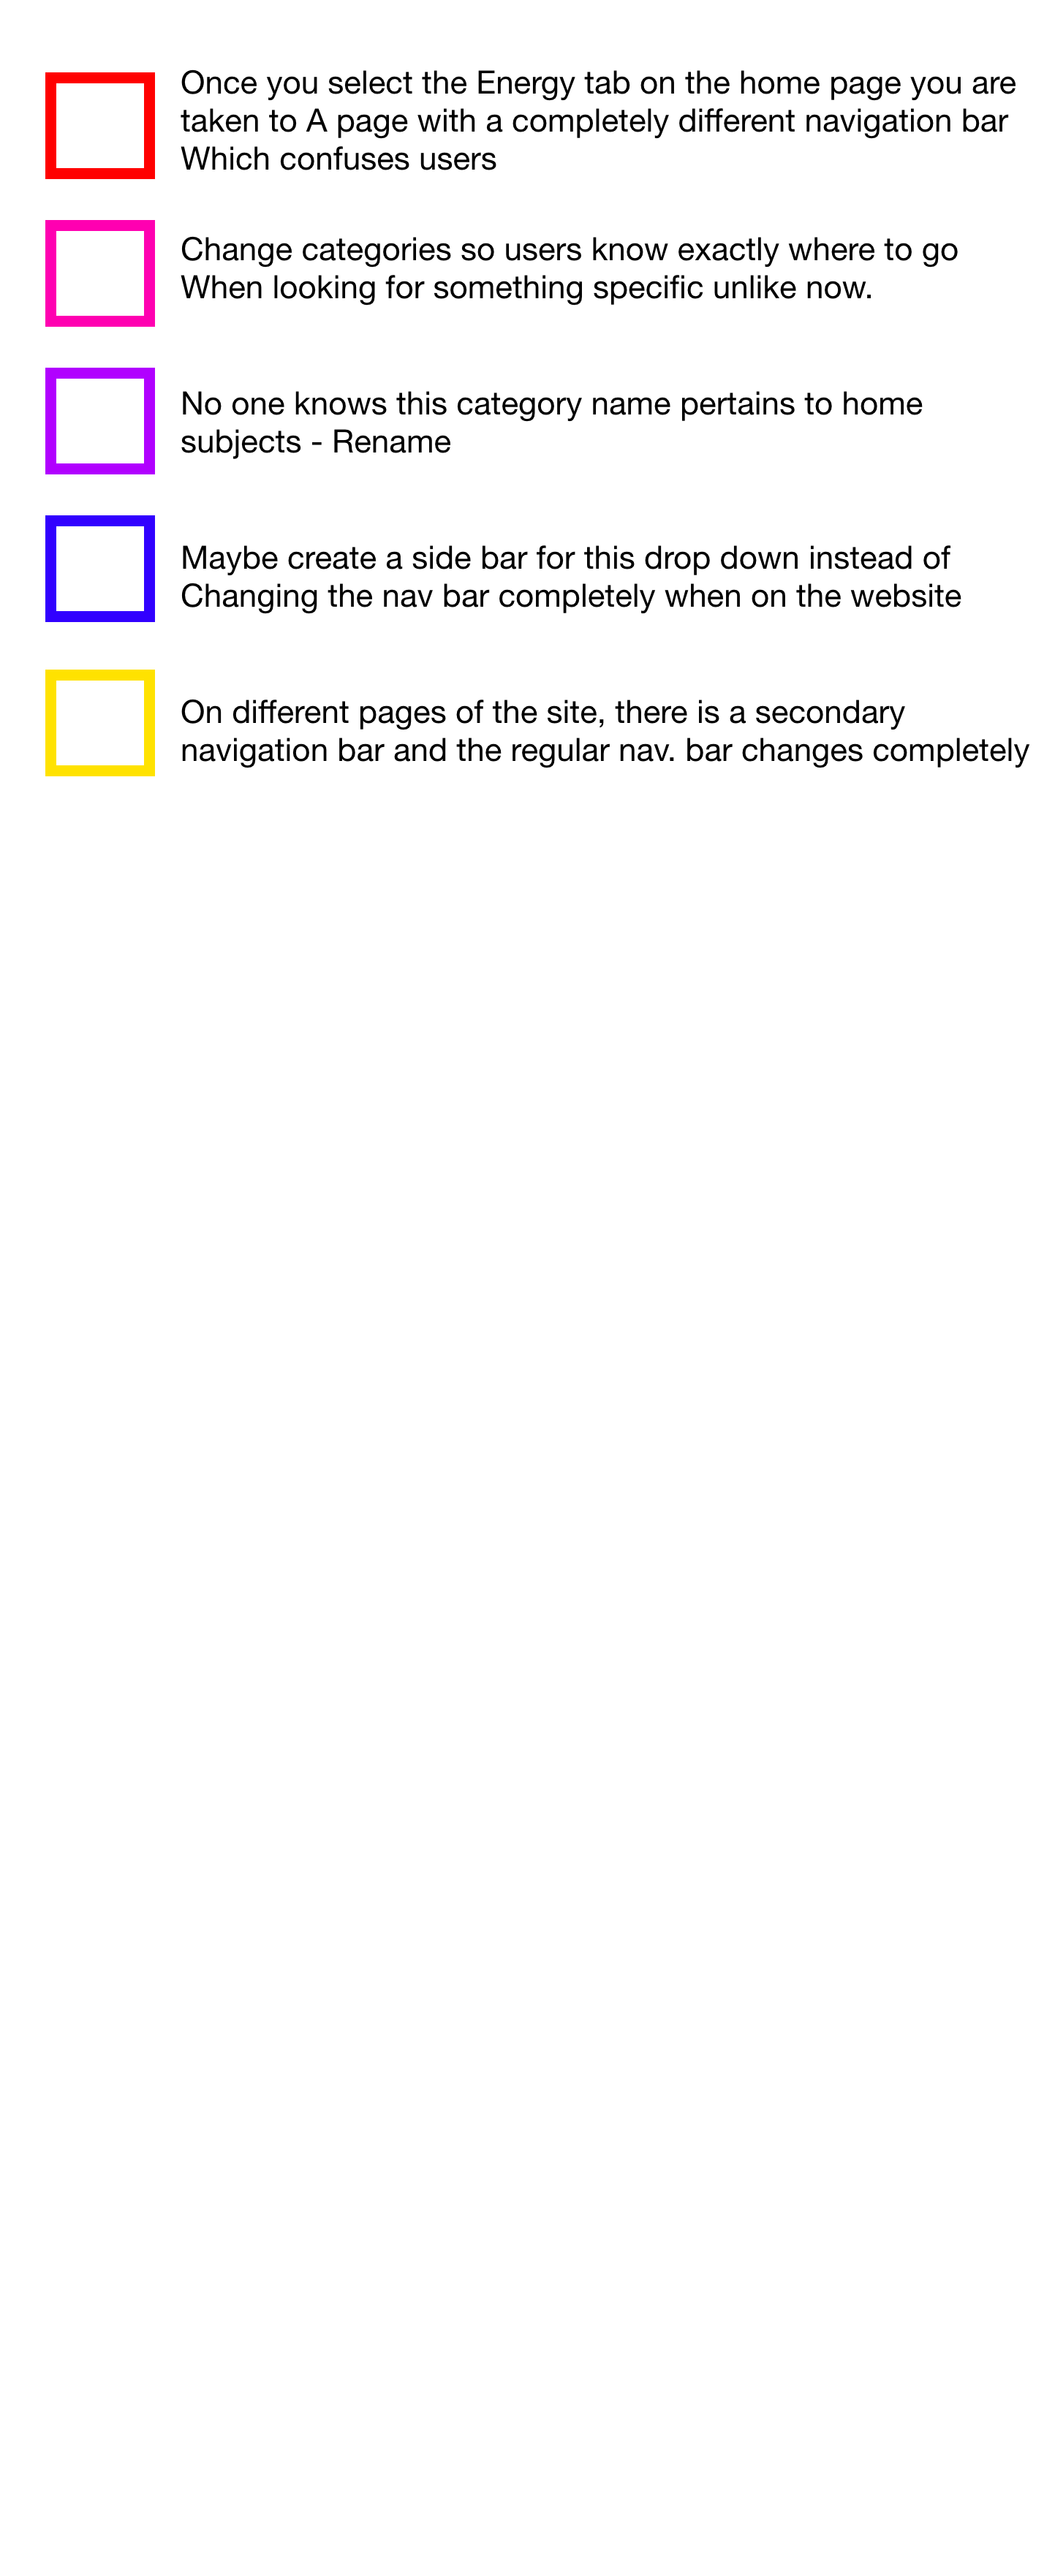 Once you select the Energy tab on the home page you are
taken to A page with a completely different navigation bar
Which confuses users
Change categories so users know exactly where to go
When looking for something specific unlike now.
No one knows this category name pertains to home
subjects - Rename
Maybe create a side bar for this drop down instead of
Changing the nav bar completely when on the website
On different pages of the site, there is a secondary
navigation bar and the regular nav. bar changes completely